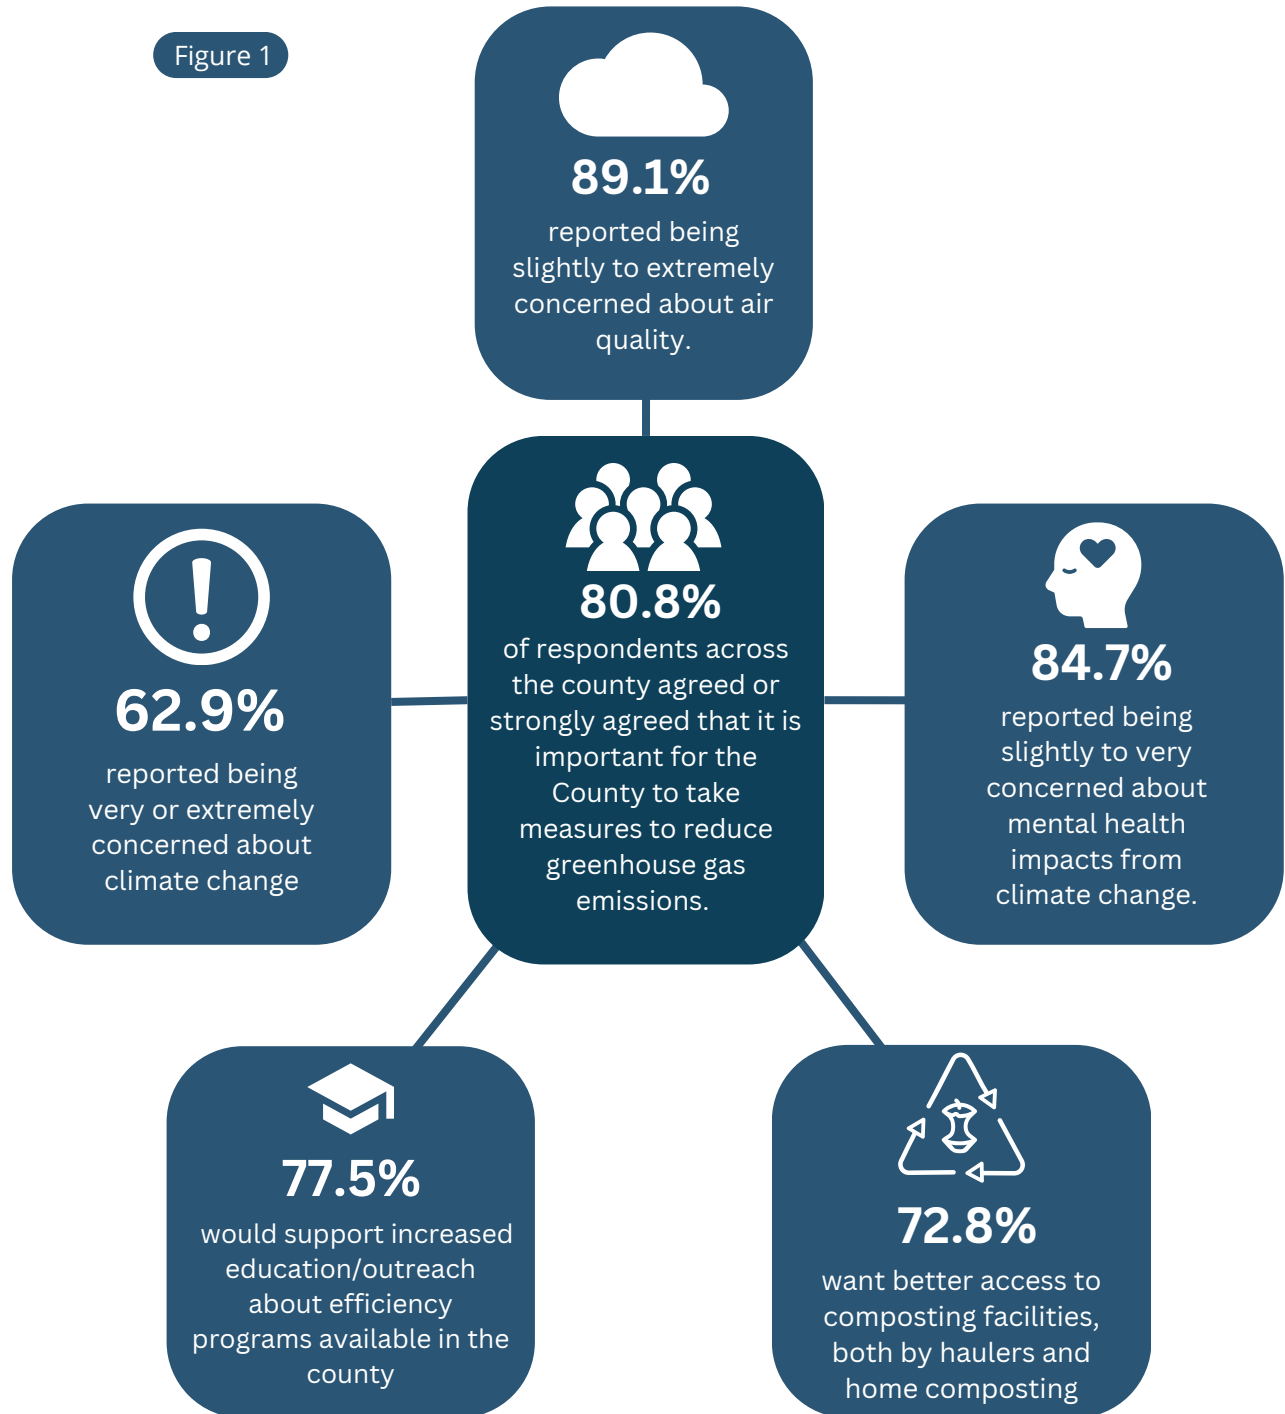 Figure 1
89.1%
reported being
slightly to extremely
concerned about air
quality.
80.8%
of respondents across
the county agreed or
strongly agreed that it is
important for the
County to take
measures to reduce
greenhouse gas
emissions.
62.9%
reported being
very or extremely
concerned about
climate change
84.7%
reported being
slightly to very
concerned about
mental health
impacts from
climate change.
77.5%
would support increased
education/outreach
about efficiency
programs available in the
county
72.8%
want better access to
composting facilities,
both by haulers and
home composting